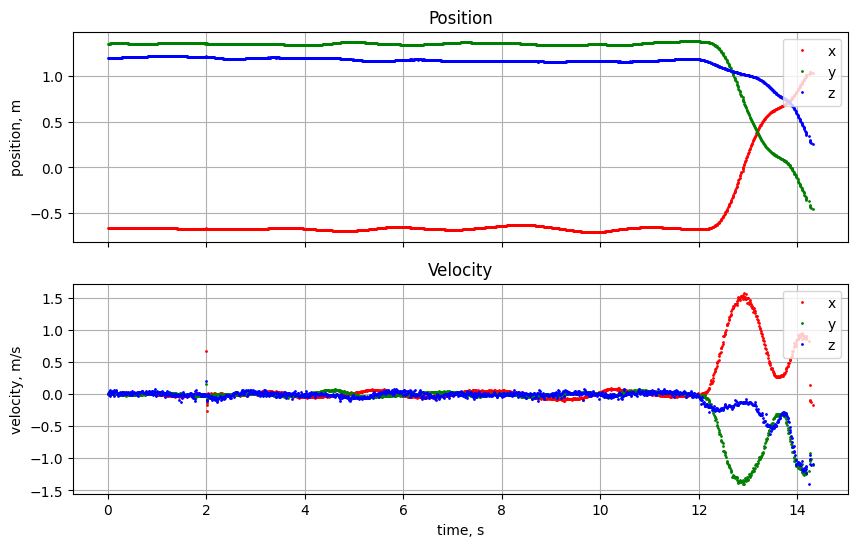 Position
position, m
1.0
0.5
0.0
−0.5
x
y
z
Velocity
velocity, m/s
1.5
1.0
0.5
0.0
−0.5
−1.0
−1.5
x
y
z
0 2 4 6 8 10 12 14
time, s